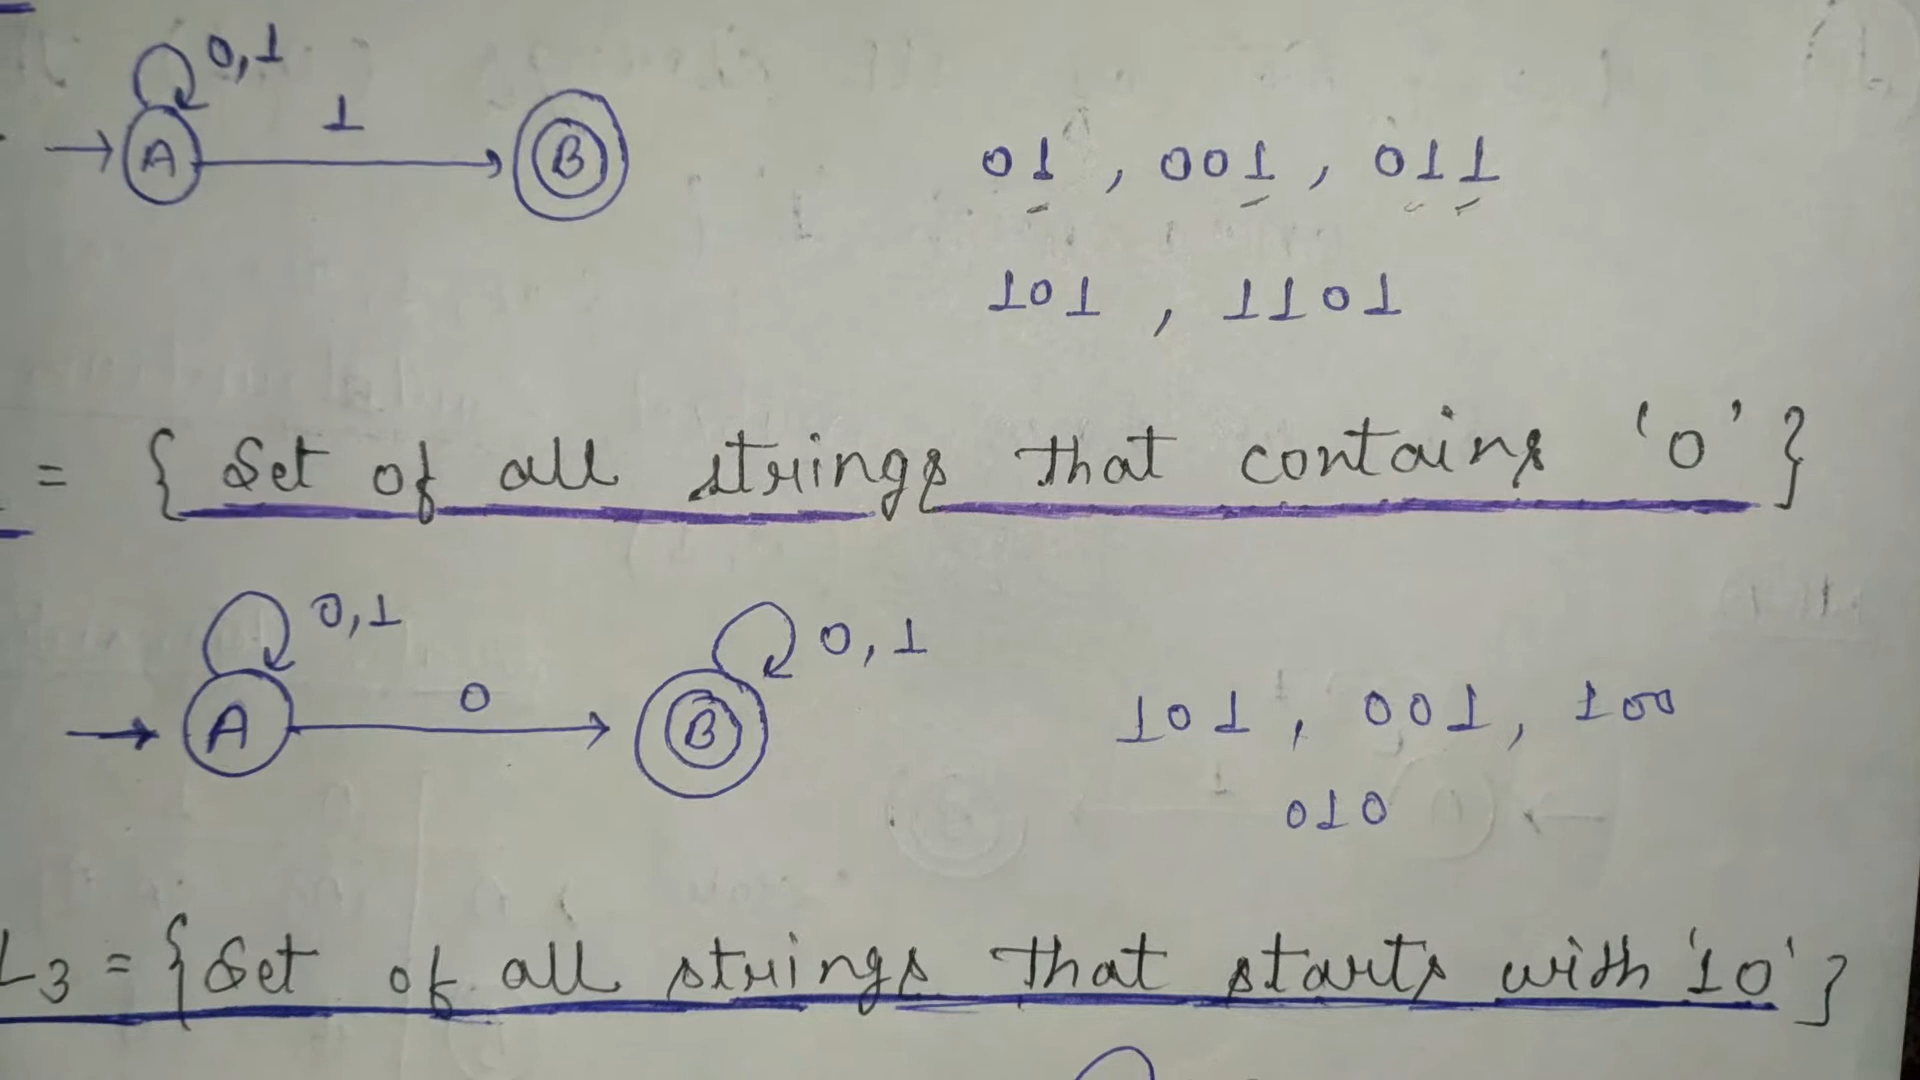 0,1
1
A
B
01, 001, 011
101, 1101
= { Set of all strings that contains '0' }
0,1
0,1
0
A
B
101, 001, 100
010
L3 = { Set of all strings that starts with '10' }